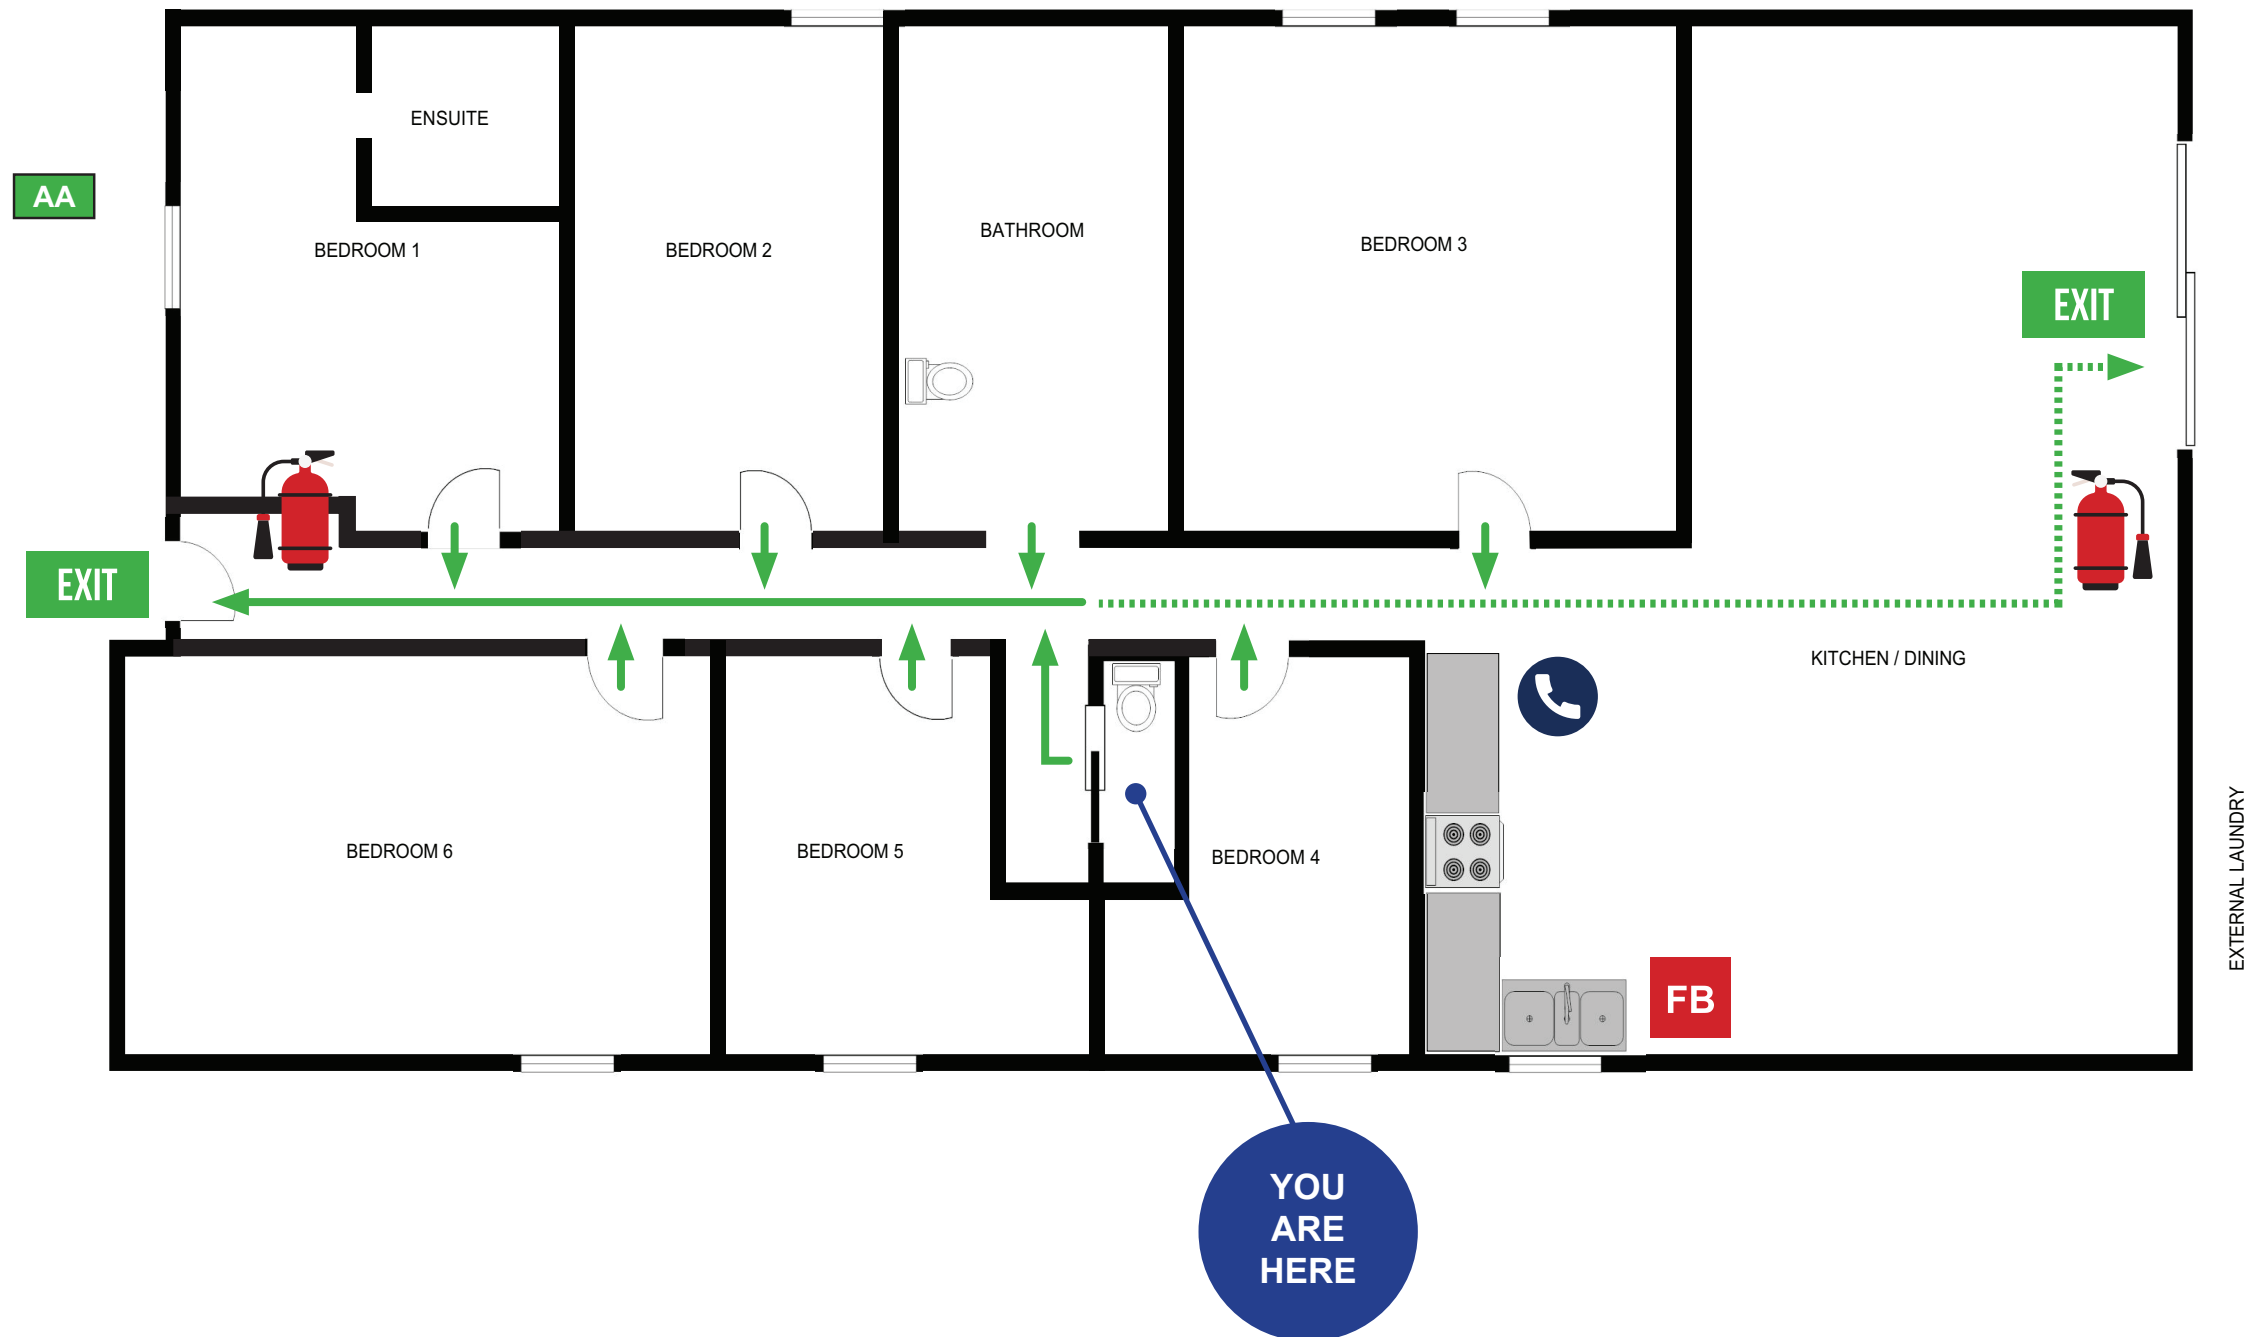 ENSUITE
AA
BEDROOM 1
BEDROOM 2
BATHROOM
BEDROOM 3
EXIT
EXIT
KITCHEN / DINING
BEDROOM 6
BEDROOM 5
BEDROOM 4
EXTERNAL LAUNDRY
FB
YOU
ARE
HERE